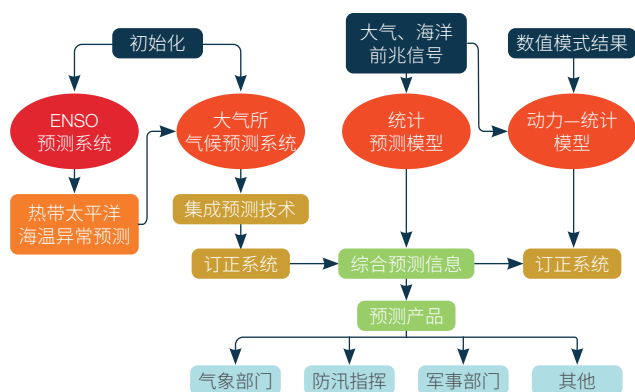 初始化
大气、海洋
前兆信号
数值模式结果
ENSO
预测系统
大气所
气候预测系统
统计
预测模型
动力—统计
模型
热带太平洋
海温异常预测
集成预测技术
订正系统
综合预测信息
订正系统
预测产品
气象部门
防汛指挥
军事部门
其他